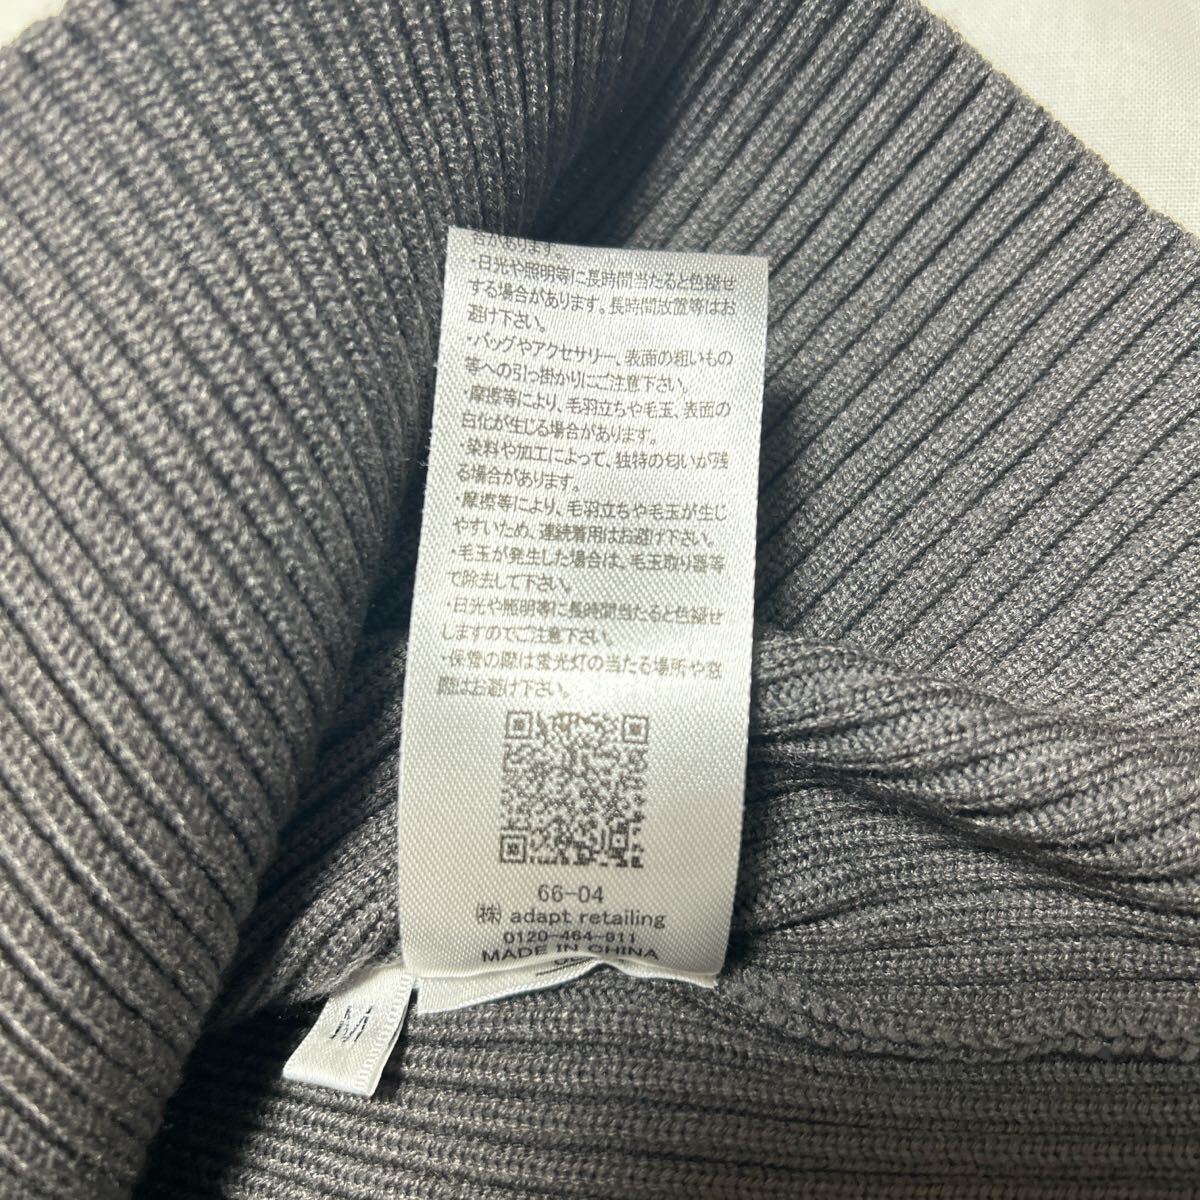 合があります。
・日光や照明等に長時間当たると色褪せ
する場合があります。長時間放置等はお
避け下さい。
・バッグやアクセサリー、表面の粗いもの
等への引っ掛かりにご注意下さい。
・摩擦等により、毛羽立ちや毛玉、表面の
白化が生じる場合があります。
・染料や加工によって、独特の匂いが残
る場合があります。
・摩擦等により、毛羽立ちや毛玉が生じ
やすいため、連続着用はお避け下さい。
・毛玉が発生した場合は、毛玉取り器等
で除去して下さい。
・日光や照明等に長時間当たると色褪せ
しますのでご注意下さい。
・保管の際は蛍光灯の当たる場所や窓
際はお避け下さい。
66-04
㈱ adapt retailing
0120-464-911
MADE IN CHINA
M